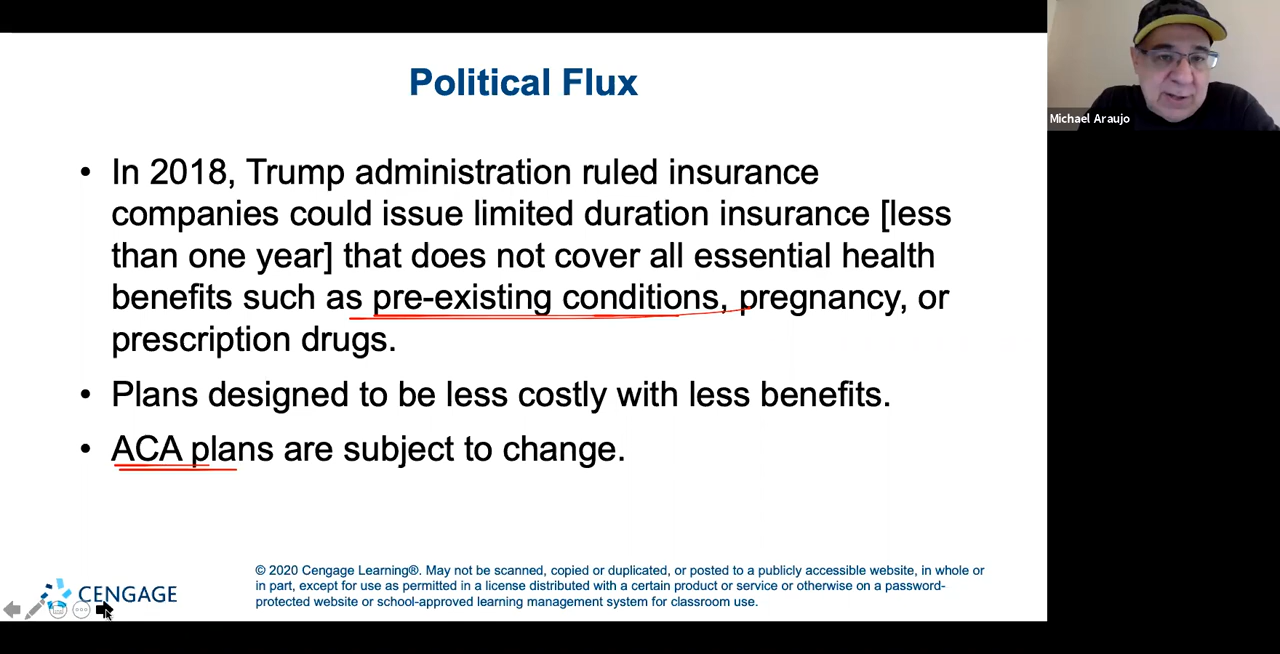 Political Flux
Michael Araujo
• In 2018, Trump administration ruled insurance
companies could issue limited duration insurance [less
than one year] that does not cover all essential health
benefits such as pre-existing conditions, pregnancy, or
prescription drugs.
• Plans designed to be less costly with less benefits.
• ACA plans are subject to change.
CENGAGE
© 2020 Cengage Learning®. May not be scanned, copied or duplicated, or posted to a publicly accessible website, in whole or
in part, except for use as permitted in a license distributed with a certain product or service or otherwise on a password-
protected website or school-approved learning management system for classroom use.